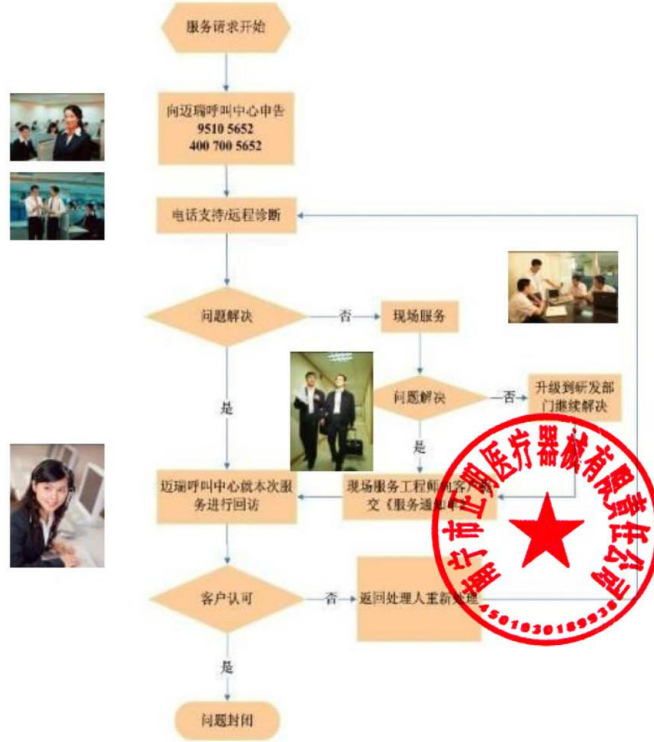 服务请求开始
向迈瑞呼叫中心申告
9510 5652
400 700 5652
电话支持/远程诊断
问题解决
否
现场服务
是
问题解决
否
升级到研发部
门继续解决
是
迈瑞呼叫中心就本次服
务进行回访
现场服务工程师向客户提
交《服务通知单》
客户认可
否
返回处理人重新处理
是
问题封闭
南宁市正明医疗器械有限责任公司